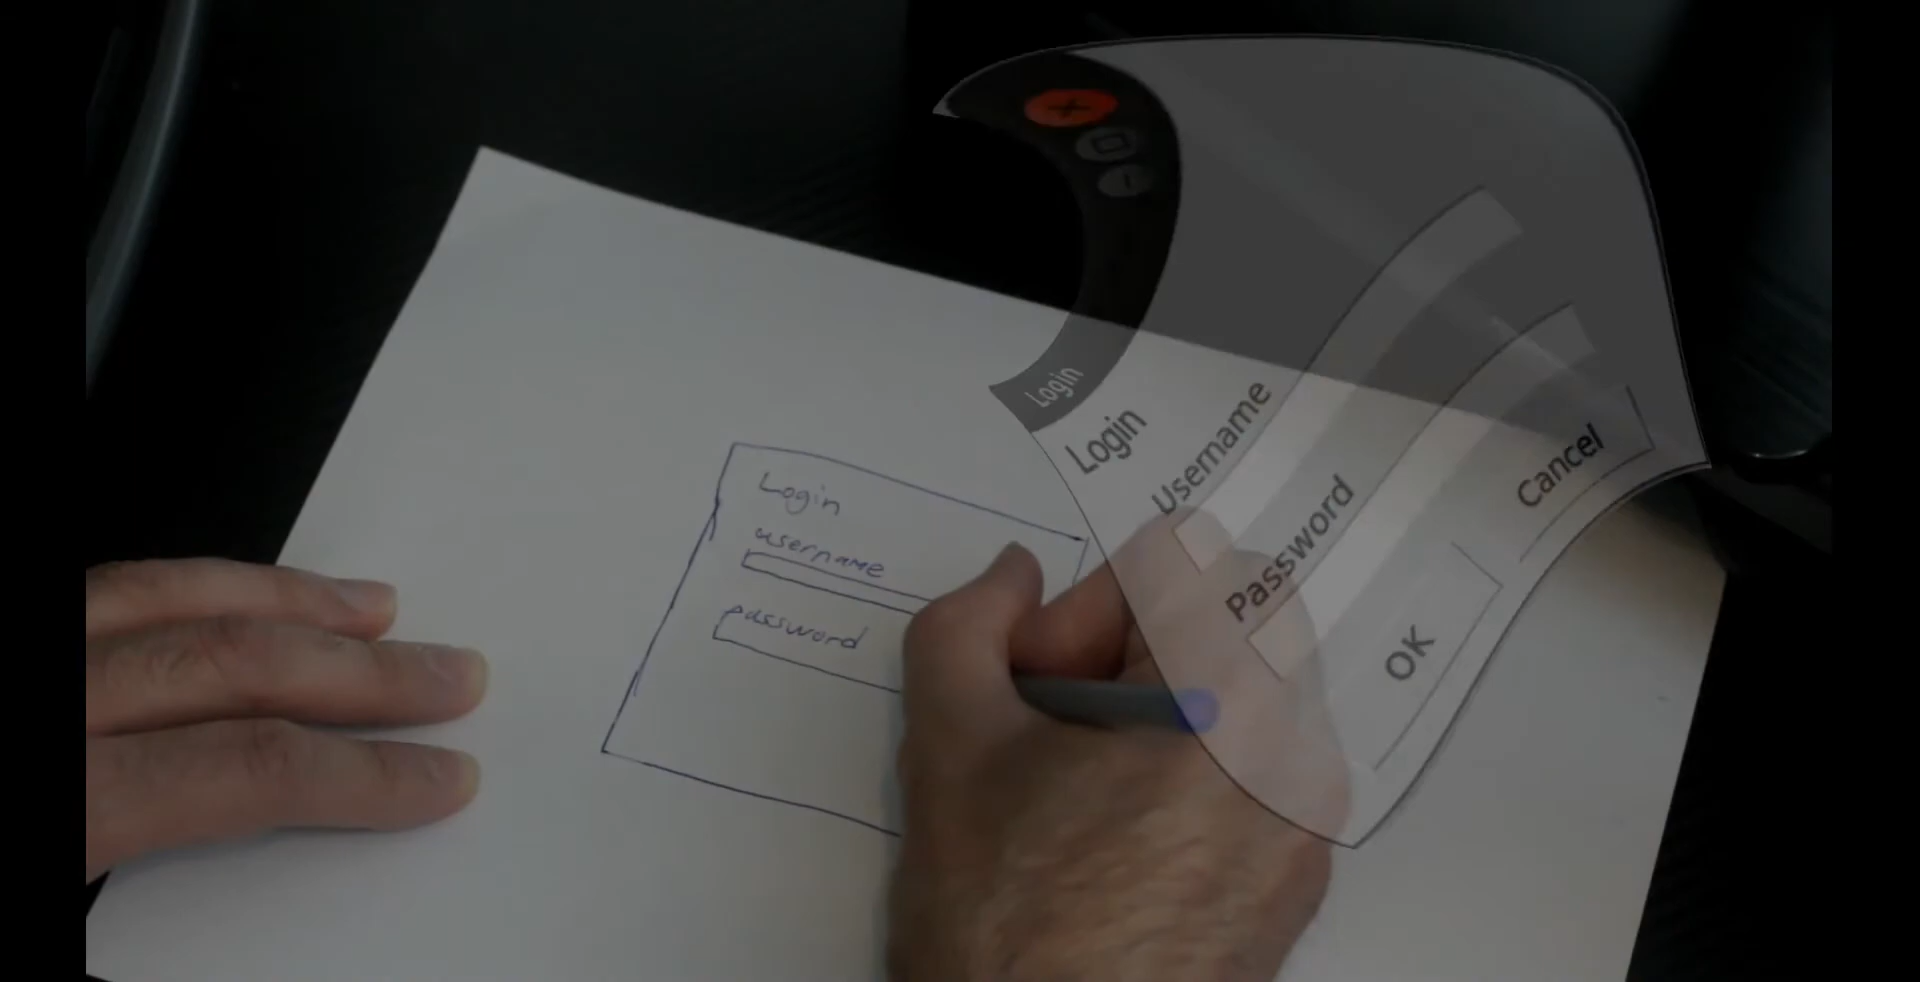 Login
username
password
Login
Login
Username
Password
OK
Cancel